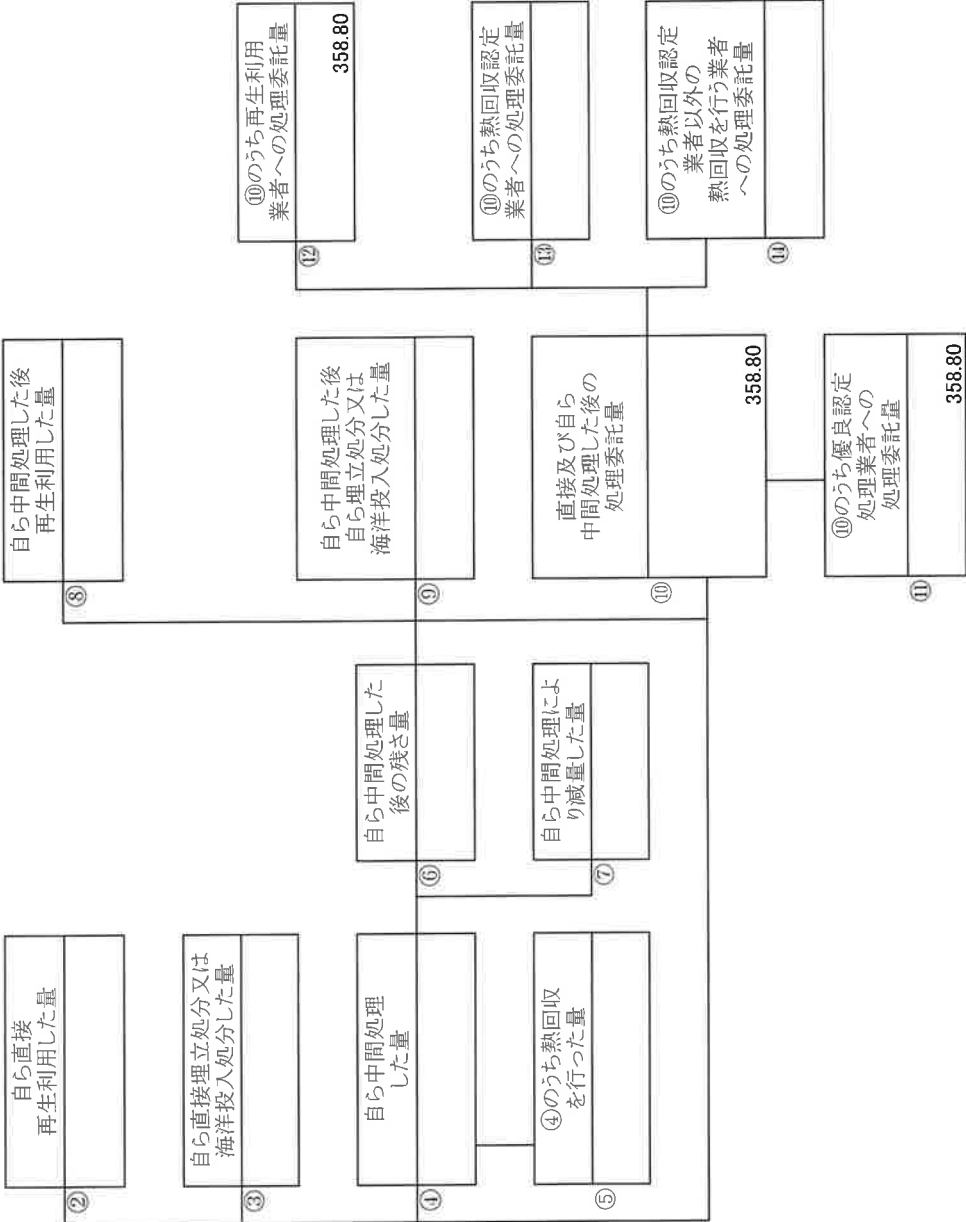 ②
自ら直接
再生利用した量
③
自ら直接埋立処分又は
海洋投入処分した量
④
自ら中間処理
した量
⑤
④のうち熱回収
を行った量
⑥
自ら中間処理した
後の残さ量
⑦
自ら中間処理によ
り減量した量
⑧
自ら中間処理した後
再生利用した量
⑨
自ら中間処理した後
自ら埋立処分又は
海洋投入処分した量
⑩
直接及び自ら
中間処理した後の
処理委託量
358.80
⑪
⑩のうち優良認定
処理業者への
処理委託量
358.80
⑫
⑩のうち再生利用
業者への処理委託量
358.80
⑬
⑩のうち熱回収認定
業者への処理委託量
⑭
⑩のうち熱回収認定
業者以外の
熱回収を行う業者
への処理委託量